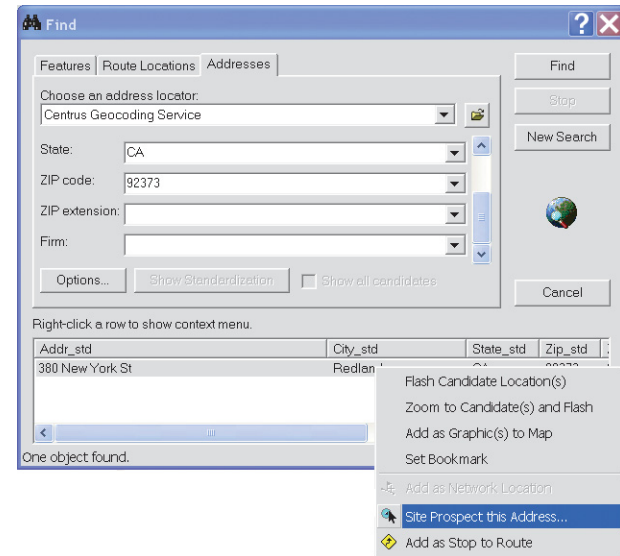 Find
Features Route Locations Addresses
Find
Choose an address locator:
Centrus Geocoding Service
Stop
New Search
State: CA
ZIP code: 92373
ZIP extension:
Firm:
Options... Show Standardization Show all candidates
Cancel
Right-click a row to show context menu.
Addr_std City_std State_std Zip_std
380 New York St
One object found.
Flash Candidate Location(s)
Zoom to Candidate(s) and Flash
Add as Graphic(s) to Map
Set Bookmark
Add as Network Location
Site Prospect this Address...
Add as Stop to Route